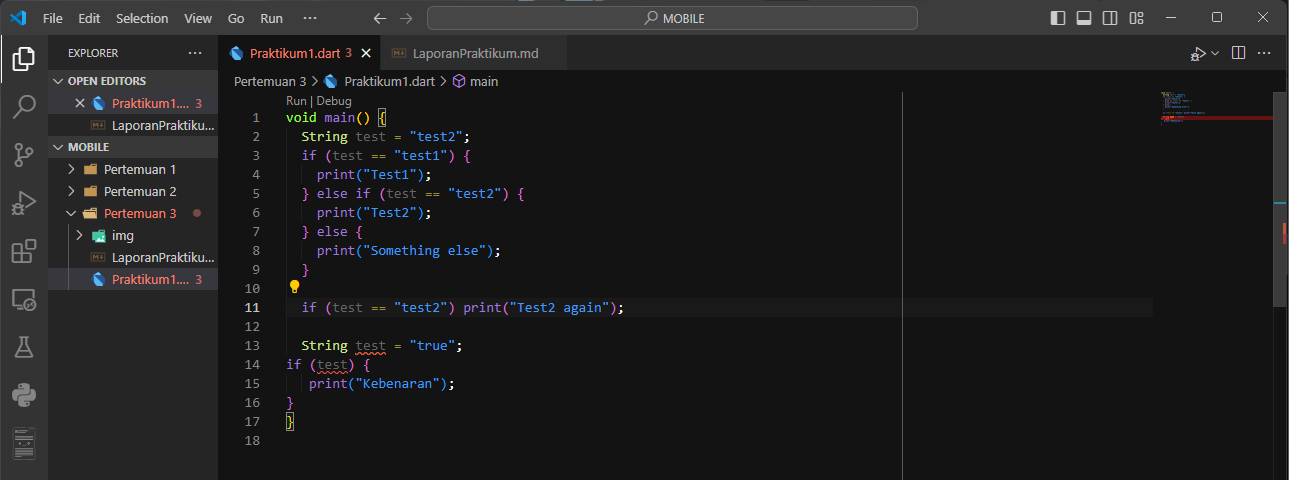 File Edit Selection View Go Run ··· MOBILE
EXPLORER ···
OPEN EDITORS
Praktikum1.... 3
LaporanPraktiku...
MOBILE
Pertemuan 1
Pertemuan 2
Pertemuan 3
img
LaporanPraktiku...
Praktikum1.... 3
Praktikum1.dart 3 LaporanPraktikum.md
Pertemuan 3 > Praktikum1.dart > main
Run | Debug
1 void main() {
2   String test = "test2";
3   if (test == "test1") {
4     print("Test1");
5   } else if (test == "test2") {
6     print("Test2");
7   } else {
8     print("Something else");
9   }
10
11   if (test == "test2") print("Test2 again");
12
13   String test = "true";
14 if (test) {
15    print("Kebenaran");
16 }
17 }
18